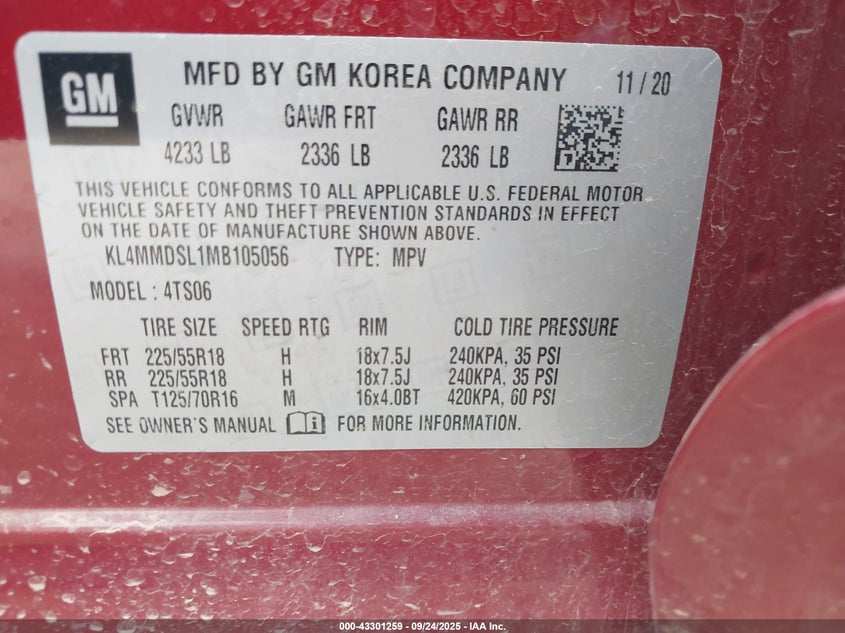 GM MFD BY GM KOREA COMPANY 11/20
GVWR GAWR FRT GAWR RR
4233 LB 2336 LB 2336 LB
THIS VEHICLE CONFORMS TO ALL APPLICABLE U.S. FEDERAL MOTOR
VEHICLE SAFETY AND THEFT PREVENTION STANDARDS IN EFFECT
ON THE DATE OF MANUFACTURE SHOWN ABOVE.
KL4MMDSL1MB105056 TYPE: MPV
MODEL : 4TS06
TIRE SIZE SPEED RTG RIM COLD TIRE PRESSURE
FRT 225/55R18 H 18x7.5J 240KPA, 35 PSI
RR 225/55R18 H 18x7.5J 240KPA, 35 PSI
SPA T125/70R16 M 16x4.0BT 420KPA, 60 PSI
SEE OWNER'S MANUAL i FOR MORE INFORMATION.
000-43301259 - 09/24/2025 - IAA Inc.